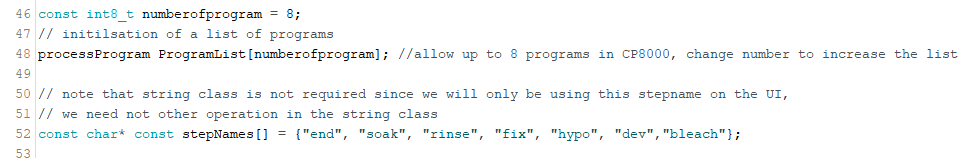 46 const int8_t numberofprogram = 8;
47 // initilsation of a list of programs
48 processProgram ProgramList[numberofprogram]; //allow up to 8 programs in CP8000, change number to increase the list
49
50 // note that string class is not required since we will only be using this stepname on the UI,
51 // we need not other operation in the string class
52 const char* const stepNames[] = {"end", "soak", "rinse", "fix", "hypo", "dev","bleach"};
53